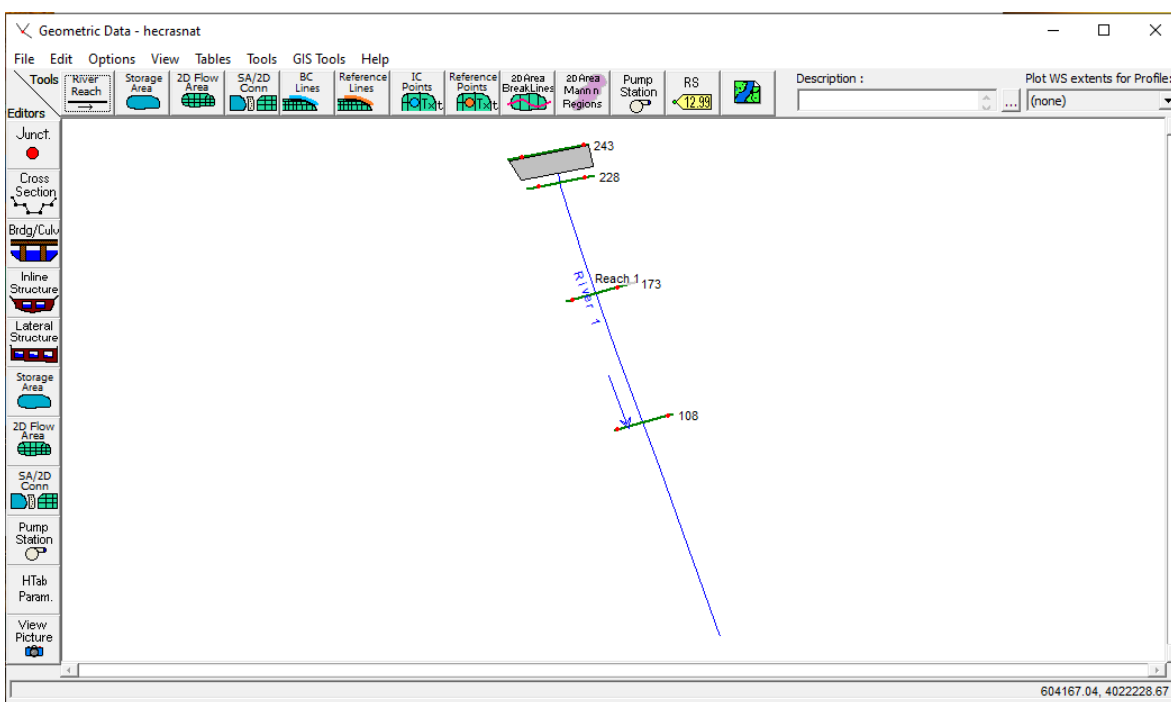 Geometric Data - hecrasnat
File Edit Options View Tables Tools GIS Tools Help
Tools
Editors
River
Reach
Storage
Area
2D Flow
Area
SA/2D
Conn
BC
Lines
Reference
Lines
IC
Points
Reference
Points
2D Area
BreakLines
2D Area
Mann n
Regions
Pump
Station
RS
12.99
Description :
...
Plot WS extents for Profile:
(none)
Junct.
Cross
Section
Brdg/Culv
Inline
Structure
Lateral
Structure
Storage
Area
2D Flow
Area
SA/2D
Conn
Pump
Station
HTab
Param.
View
Picture
243
228
Reach 1
173
River 1
108
604167.04, 4022228.67